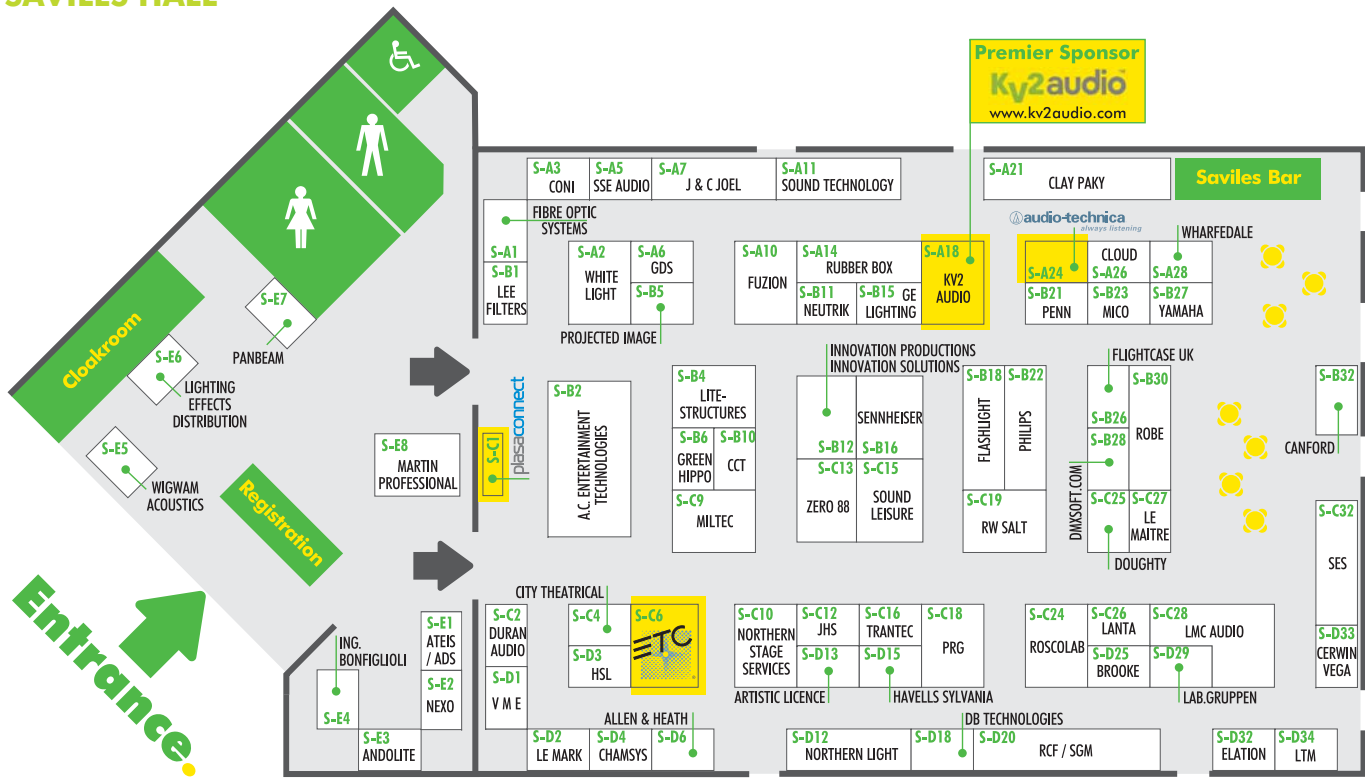 SAVILES HALL
Premier Sponsor
Kv2audio™
www.kv2audio.com
S-A3
CONI
S-A5
SSE AUDIO
S-A7
J & C JOEL
S-A11
SOUND TECHNOLOGY
S-A21
CLAY PAKY
Saviles Bar
FIBRE OPTIC
SYSTEMS
S-A1
S-B1
LEE
FILTERS
S-A2
WHITE
LIGHT
S-A6
GDS
S-B5
PROJECTED IMAGE
S-A10
FUZION
S-A14
RUBBER BOX
S-B11
NEUTRIK
S-B15 GE
LIGHTING
S-A18
KV2
AUDIO
audio-technica
always listening
S-A24
CLOUD
S-A26
WHARFEDALE
S-A28
S-B21
PENN
S-B23
MICO
S-B27
YAMAHA
S-E7
PANBEAM
Cloakroom
S-E6
LIGHTING
EFFECTS
DISTRIBUTION
S-E5
WIGWAM
ACOUSTICS
S-E8
MARTIN
PROFESSIONAL
Registration
Entrance.
S-C1
plasaconnect
S-B2
A.C. ENTERTAINMENT
TECHNOLOGIES
S-B4
LITE-
STRUCTURES
S-B6
GREEN
HIPPO
S-B10
CCT
S-C9
MILTEC
INNOVATION PRODUCTIONS
INNOVATION SOLUTIONS
S-B12
SENNHEISER
S-B16
S-C13
ZERO 88
S-C15
SOUND
LEISURE
S-B18
FLASHLIGHT
S-B22
PHILIPS
S-C19
RW SALT
FLIGHTCASE UK
S-B26
S-B30
ROBE
S-B28
DMXSOFT.COM
S-C25
S-C27
LE
MAITRE
DOUGHTY
S-B32
CANFORD
S-C32
SES
S-D33
CERWIN
VEGA
ING.
BONFIGLIOLI
S-E4
S-E1
ATEIS
/ ADS
S-E2
NEXO
S-E3
ANDOLITE
S-C2
DURAN
AUDIO
S-D1
V M E
CITY THEATRICAL
S-C4
S-D3
HSL
S-C6
ETC
S-C10
NORTHERN
STAGE
SERVICES
S-C12
JHS
S-D13
ARTISTIC LICENCE
S-C16
TRANTEC
S-D15
HAVELLS SYLVANIA
S-C18
PRG
S-C24
ROSCOLAB
S-C26
LANTA
S-D25
BROOKE
S-C28
LMC AUDIO
S-D29
LAB.GRUPPEN
S-D2
LE MARK
S-D4
CHAMSYS
ALLEN & HEATH
S-D6
S-D12
NORTHERN LIGHT
DB TECHNOLOGIES
S-D18
S-D20
RCF / SGM
S-D32
ELATION
S-D34
LTM